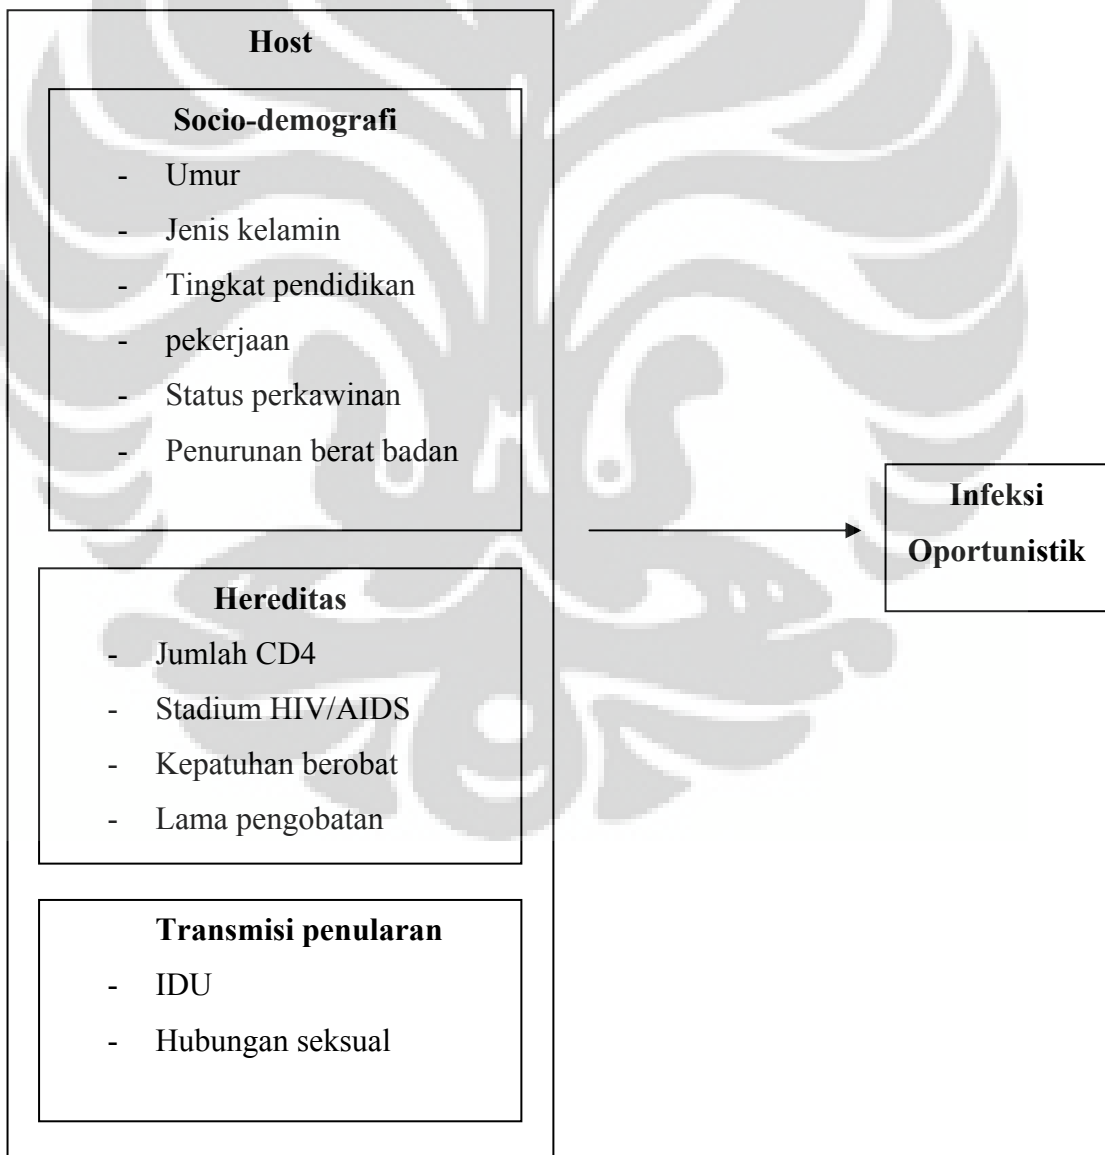 Host
Socio-demografi
- Umur
- Jenis kelamin
- Tingkat pendidikan
- pekerjaan
- Status perkawinan
- Penurunan berat badan
Hereditas
- Jumlah CD4
- Stadium HIV/AIDS
- Kepatuhan berobat
- Lama pengobatan
Transmisi penularan
- IDU
- Hubungan seksual
Infeksi
Oportunistik